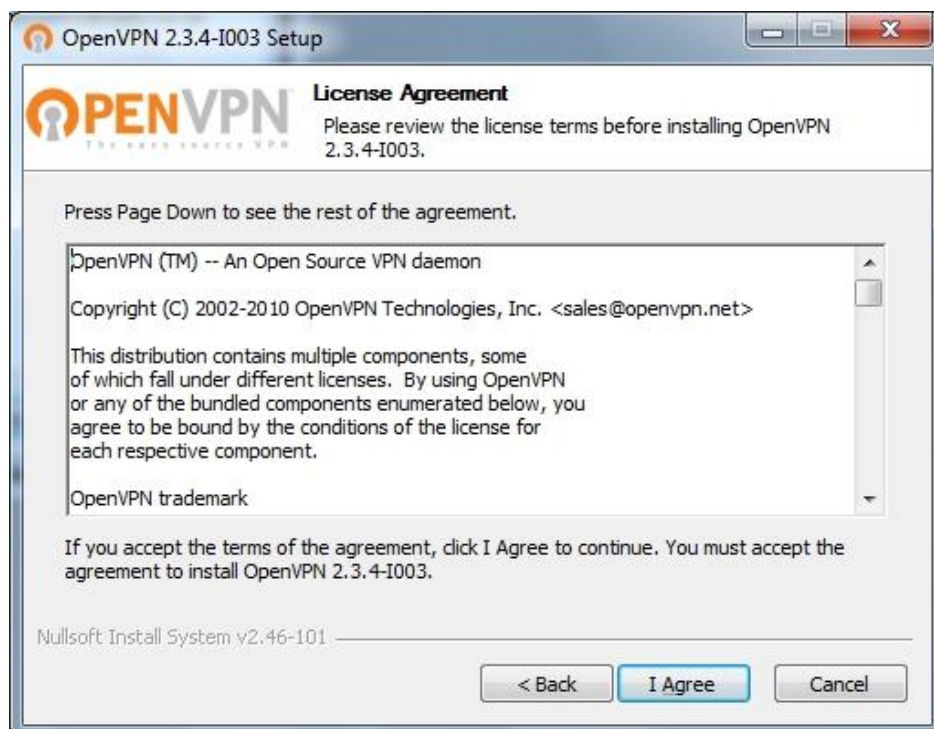 OpenVPN 2.3.4-I003 Setup
OPENVPN
The open source VPN
License Agreement
Please review the license terms before installing OpenVPN
2.3.4-I003.
Press Page Down to see the rest of the agreement.
OpenVPN (TM) -- An Open Source VPN daemon
Copyright (C) 2002-2010 OpenVPN Technologies, Inc. <sales@openvpn.net>
This distribution contains multiple components, some
of which fall under different licenses.  By using OpenVPN
or any of the bundled components enumerated below, you
agree to be bound by the conditions of the license for
each respective component.
OpenVPN trademark
If you accept the terms of the agreement, click I Agree to continue. You must accept the
agreement to install OpenVPN 2.3.4-I003.
Nullsoft Install System v2.46-101
< Back
I Agree
Cancel